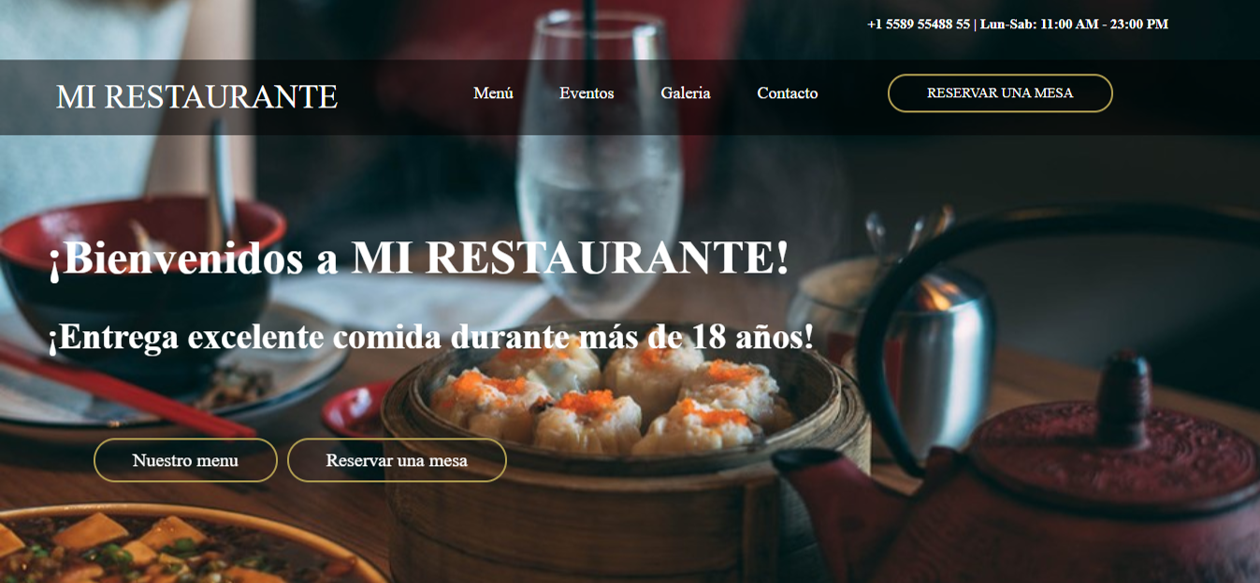 +1 5589 55488 55 | Lun-Sab: 11:00 AM - 23:00 PM
MI RESTAURANTE
Menú Eventos Galeria Contacto RESERVAR UNA MESA
¡Bienvenidos a MI RESTAURANTE!
¡Entrega excelente comida durante más de 18 años!
Nuestro menu Reservar una mesa